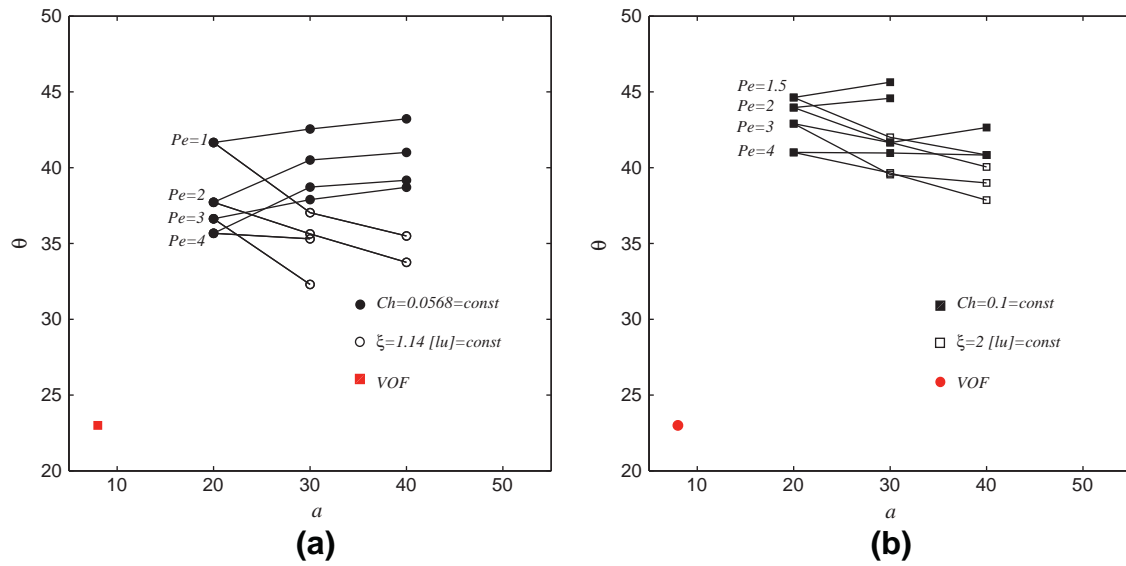 50
45
40
35
30
25
20
θ
Pe=1
Pe=2
Pe=3
Pe=4
Ch=0.0568=const
ξ=1.14 [lu]=const
VOF
10 20 30 40 50
a
(a)
50
45
40
35
30
25
20
θ
Pe=1.5
Pe=2
Pe=3
Pe=4
Ch=0.1=const
ξ=2 [lu]=const
VOF
10 20 30 40 50
a
(b)